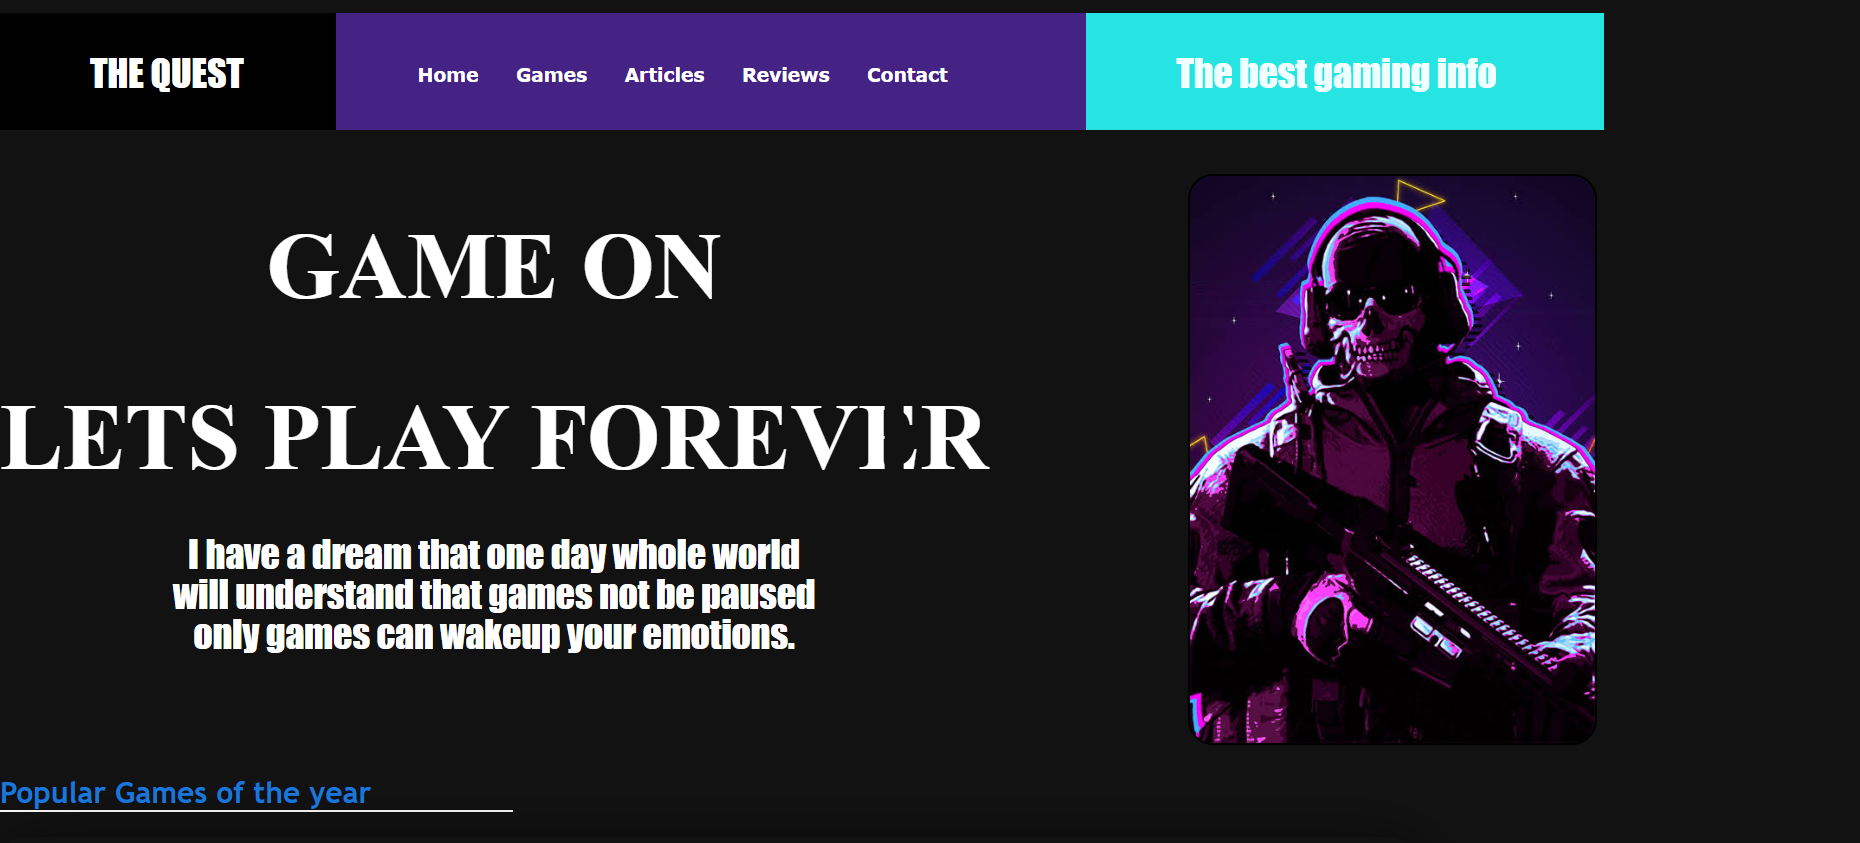 THE QUEST
Home Games Articles Reviews Contact
The best gaming info
GAME ON
LETS PLAY FOREVER
I have a dream that one day whole world
will understand that games not be paused
only games can wakeup your emotions.
Popular Games of the year